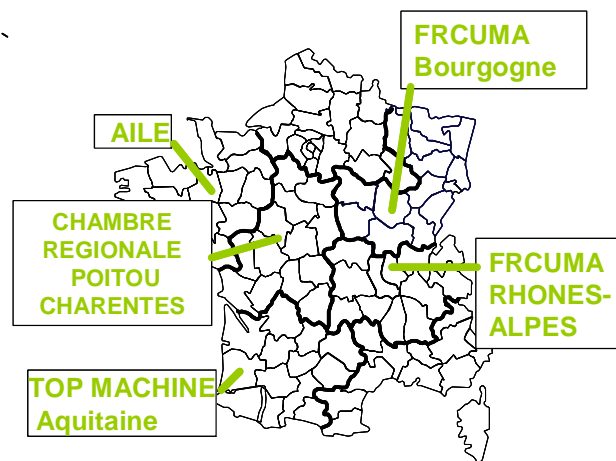 FRCUMA
Bourgogne
AILE
CHAMBRE
REGIONALE
POITOU
CHARENTES
FRCUMA
RHONES-
ALPES
TOP MACHINE
Aquitaine